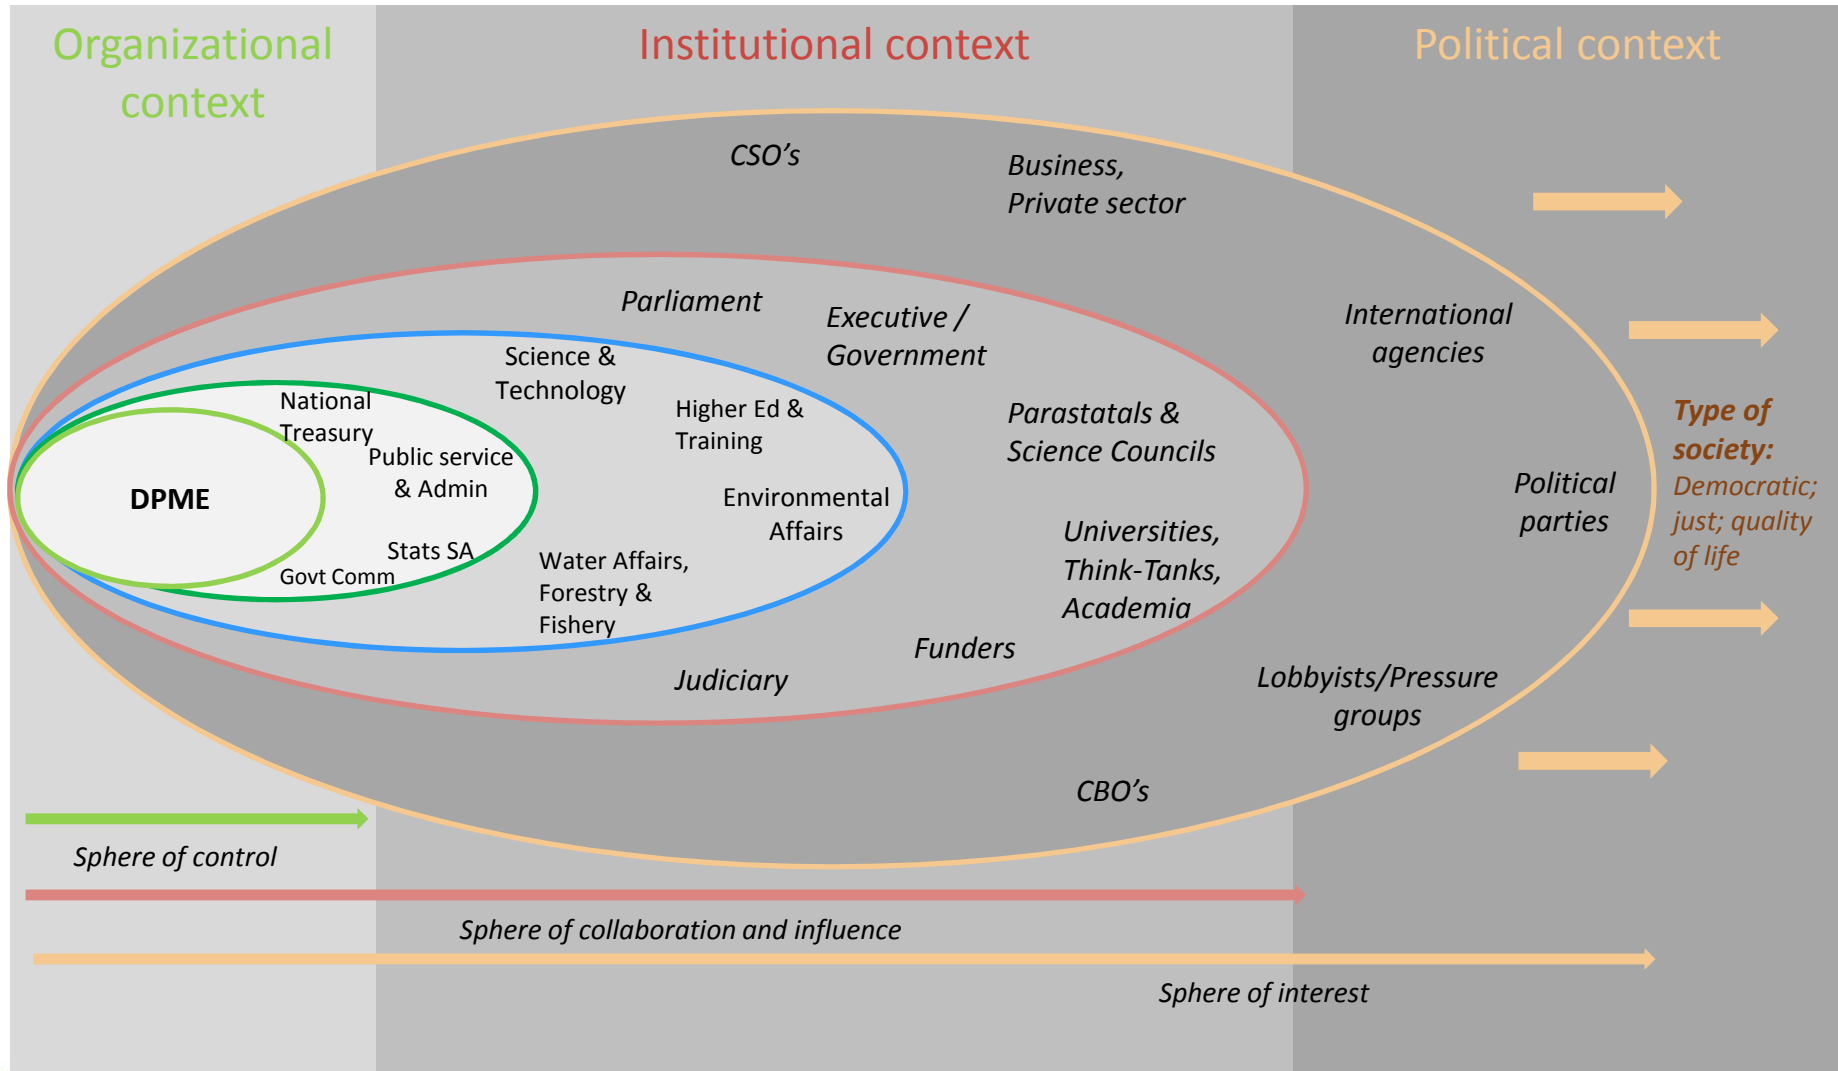 Organizational
context
Institutional context
Political context
CSO’s
Business,
Private sector
Parliament
Executive /
Government
International
agencies
Science &
Technology
National
Treasury
Higher Ed &
Training
Parastatals &
Science Councils
Type of
society:
Democratic;
just; quality
of life
Public service
& Admin
DPME
Environmental
Affairs
Political
parties
Stats SA
Govt Comm
Water Affairs,
Forestry &
Fishery
Universities,
Think-Tanks,
Academia
Funders
Judiciary
Lobbyists/Pressure
groups
CBO’s
Sphere of control
Sphere of collaboration and influence
Sphere of interest